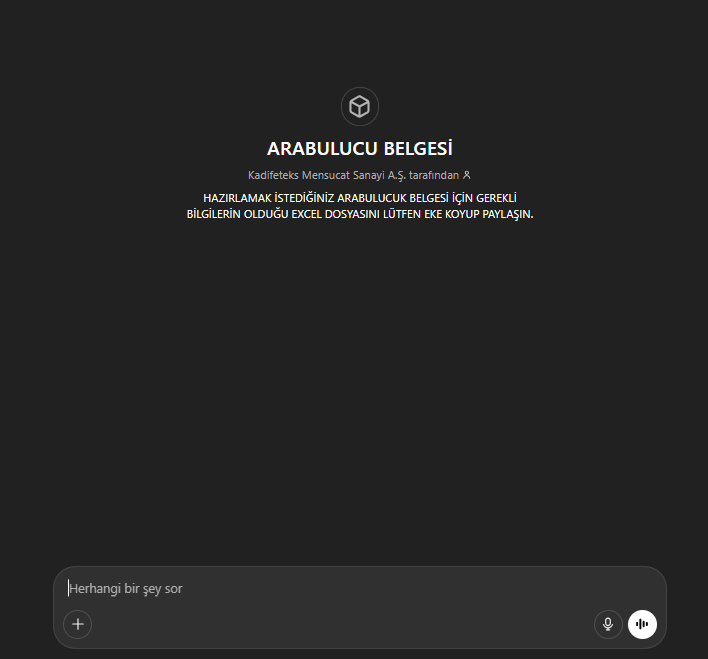 ARABULUCU BELGESİ
Kadifeteks Mensucat Sanayi A.Ş. tarafından
HAZIRLAMAK İSTEDİĞİNİZ ARABULUCUK BELGESİ İÇİN GEREKLİ
BİLGİLERİN OLDUĞU EXCEL DOSYASINI LÜTFEN EKE KOYUP PAYLAŞIN.
Herhangi bir şey sor